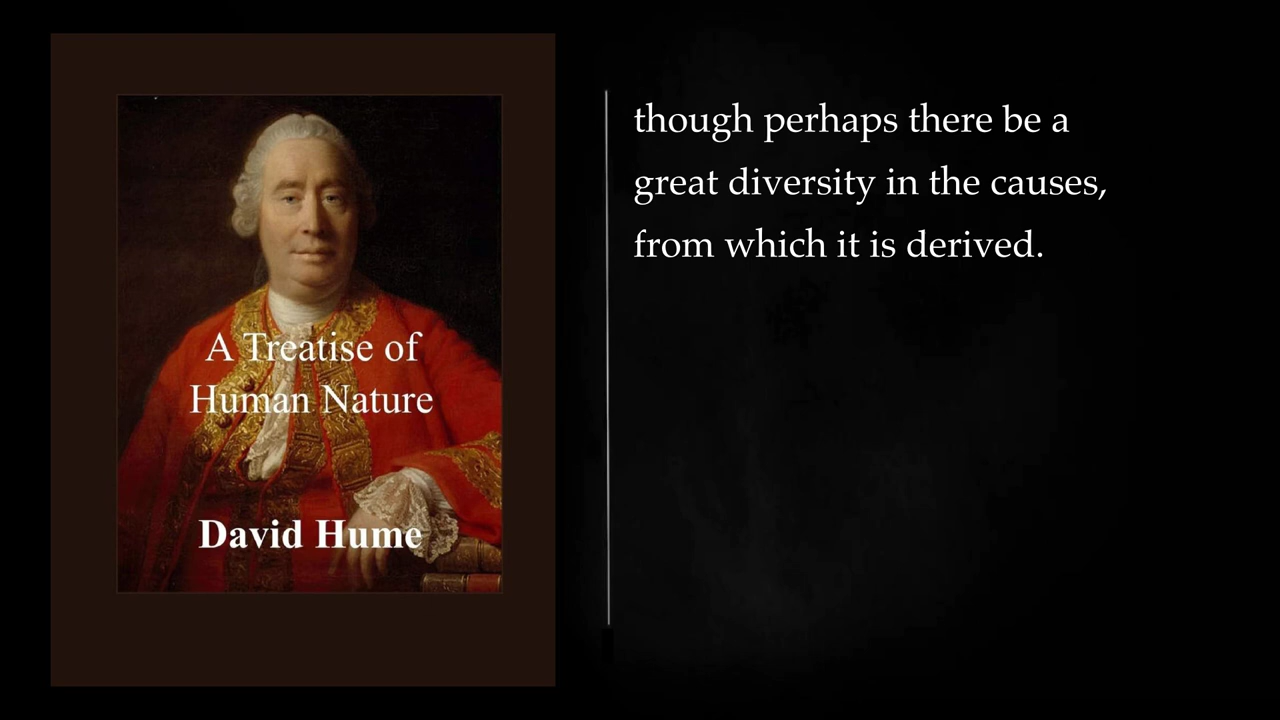 A Treatise of
Human Nature
David Hume
though perhaps there be a
great diversity in the causes,
from which it is derived.